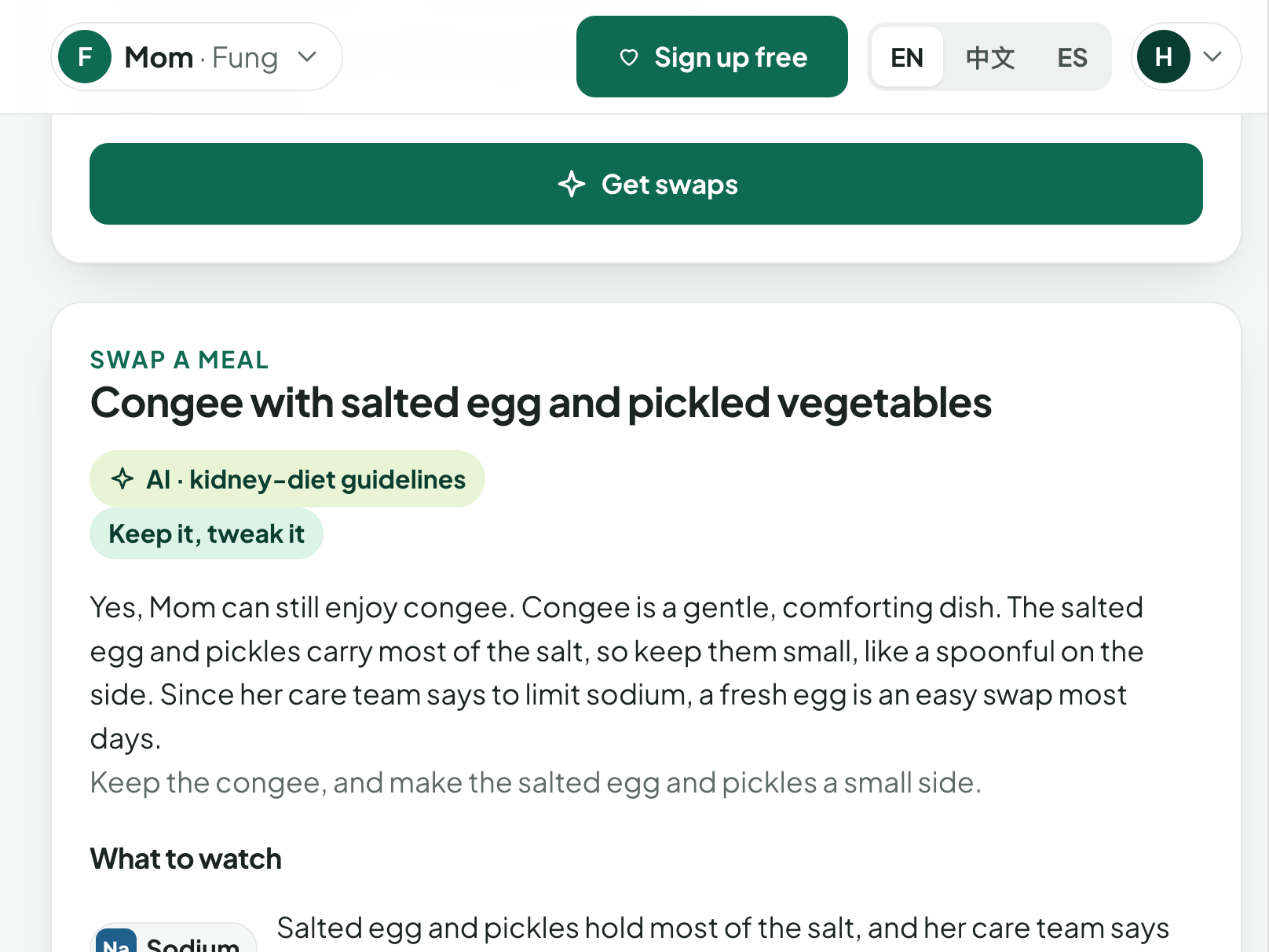 F Mom · Fung
Sign up free
EN 中文 ES
H
Get swaps
SWAP A MEAL
Congee with salted egg and pickled vegetables
AI · kidney-diet guidelines
Keep it, tweak it
Yes, Mom can still enjoy congee. Congee is a gentle, comforting dish. The salted
egg and pickles carry most of the salt, so keep them small, like a spoonful on the
side. Since her care team says to limit sodium, a fresh egg is an easy swap most
days.
Keep the congee, and make the salted egg and pickles a small side.
What to watch
Na Sodium
Salted egg and pickles hold most of the salt, and her care team says